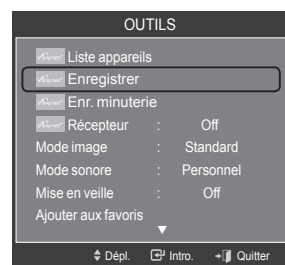 OUTILS
Liste appareils
Enregistrer
Enr. minuterie
Récepteur : Off
Mode image : Standard
Mode sonore : Personnel
Mise en veille : Off
Ajouter aux favoris
Dépl. Intro. Quitter